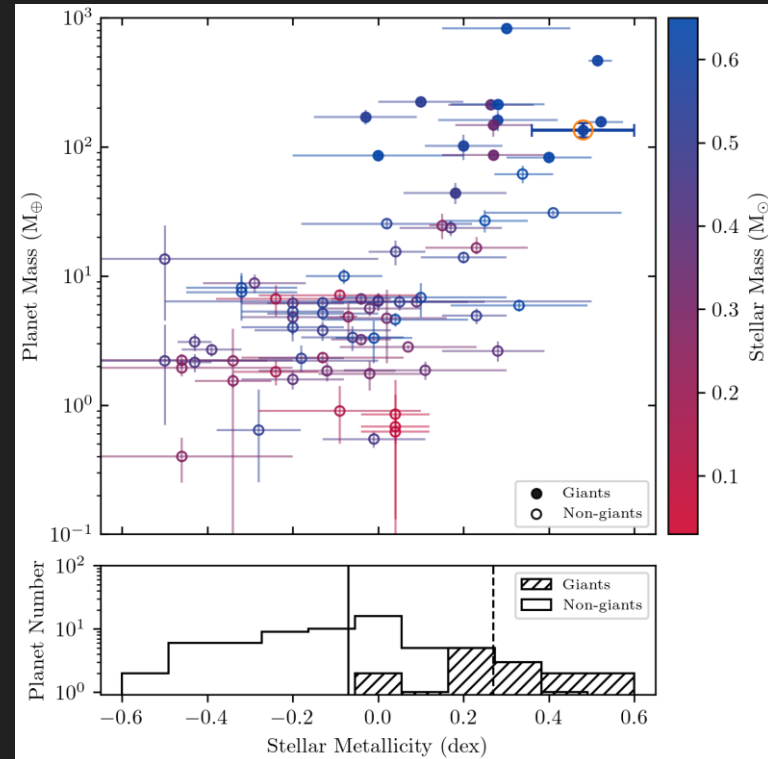 10³
10²
10¹
10⁰
10⁻¹
Planet Mass (M⊕)
Giants
Non-giants
0.6
0.5
0.4
0.3
0.2
0.1
Stellar Mass (M⊙)
10²
10¹
10⁰
Planet Number
Giants
Non-giants
−0.6 −0.4 −0.2 0.0 0.2 0.4 0.6
Stellar Metallicity (dex)